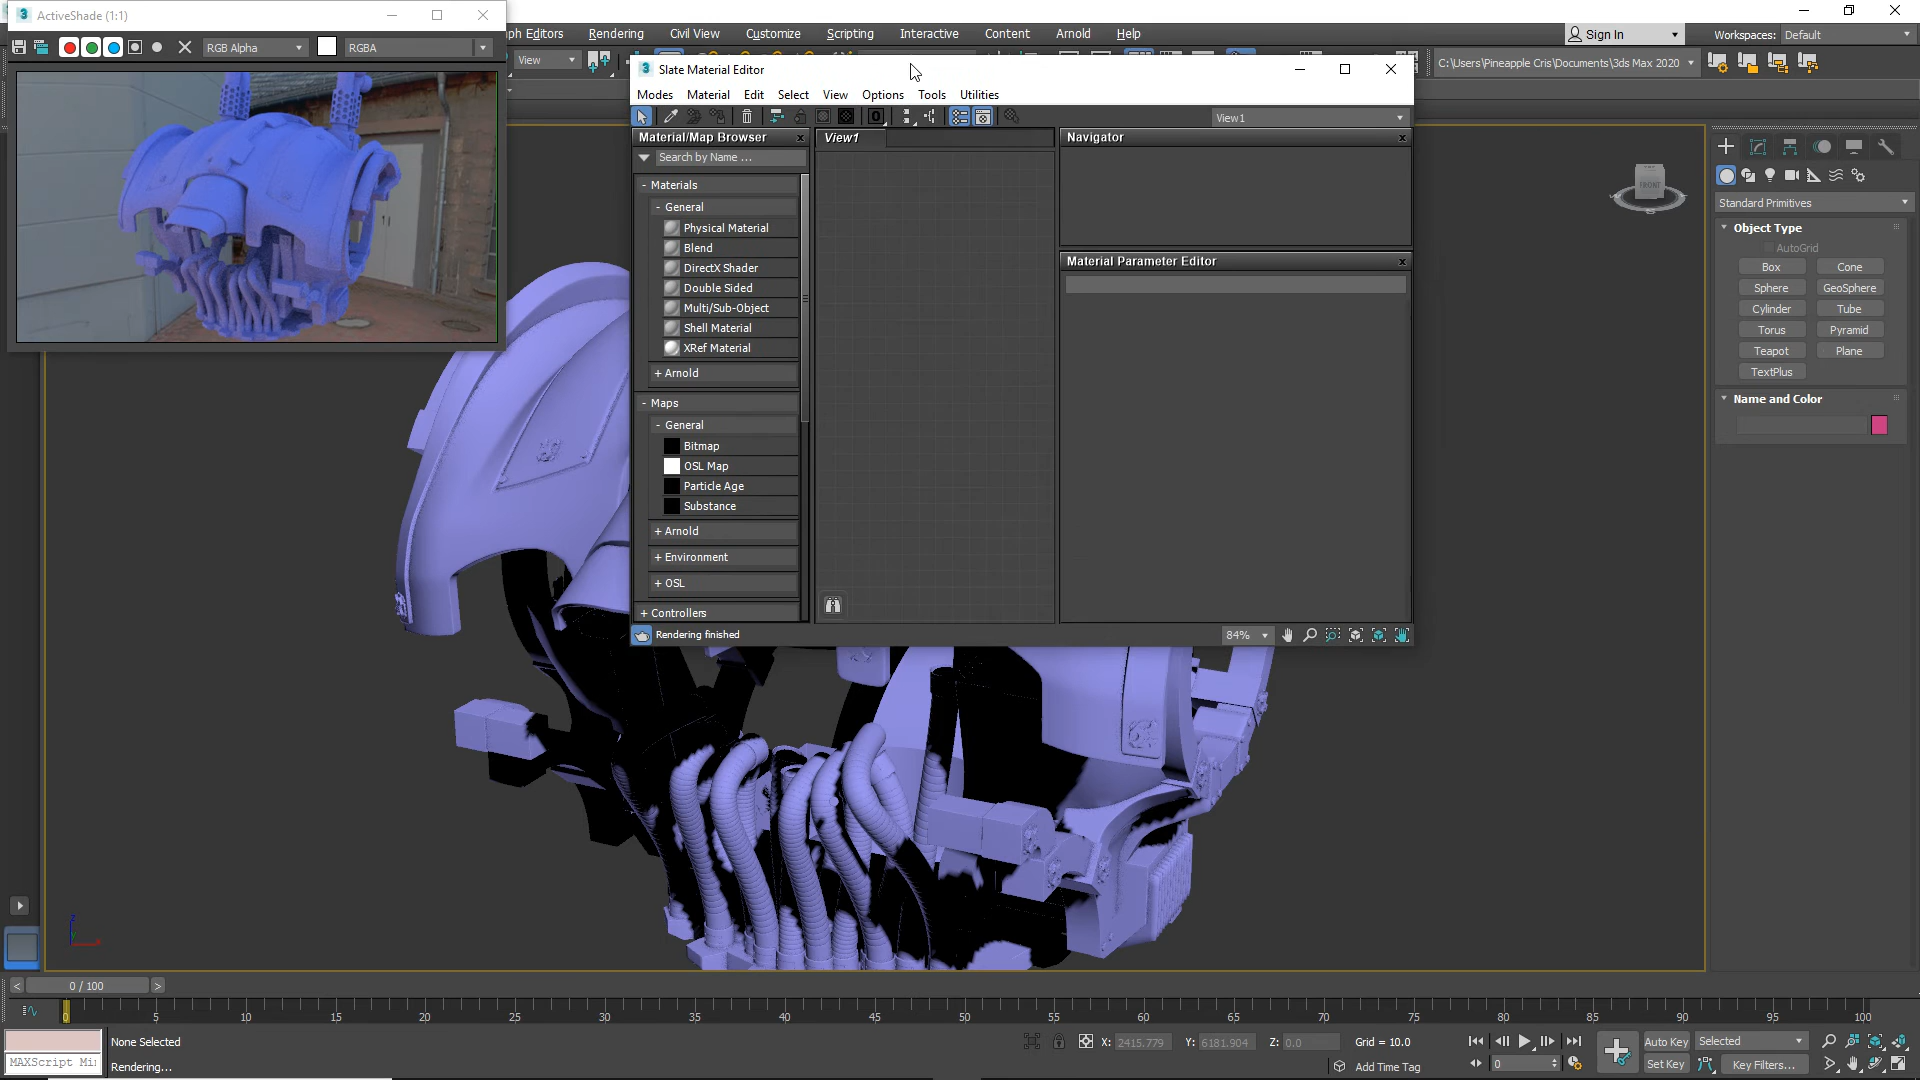 ActiveShade (1:1)
RGB Alpha
RGBA
ph Editors
Rendering
Civil View
Customize
Scripting
Interactive
Content
Arnold
Help
Sign In
Workspaces: Default
View
C:\Users\Pineapple Cris\Documents\3ds Max 2020
Slate Material Editor
Modes
Material
Edit
Select
View
Options
Tools
Utilities
View1
Material/Map Browser
View1
Navigator
Search by Name ...
- Materials
- General
Physical Material
Blend
DirectX Shader
Double Sided
Multi/Sub-Object
Shell Material
XRef Material
+ Arnold
- Maps
- General
Bitmap
OSL Map
Particle Age
Substance
+ Arnold
+ Environment
+ OSL
+ Controllers
Material Parameter Editor
Rendering finished
84%
FRONT
Standard Primitives
Object Type
AutoGrid
Box
Cone
Sphere
GeoSphere
Cylinder
Tube
Torus
Pyramid
Teapot
Plane
TextPlus
Name and Color
z
0 / 100
0
5
10
15
20
25
30
35
40
45
50
55
60
65
70
75
80
85
90
95
100
None Selected
MAXScript Mi
Rendering...
X: 2415.779
Y: 6181.904
Z: 0.0
Grid = 10.0
Add Time Tag
0
Auto Key
Selected
Set Key
Key Filters...